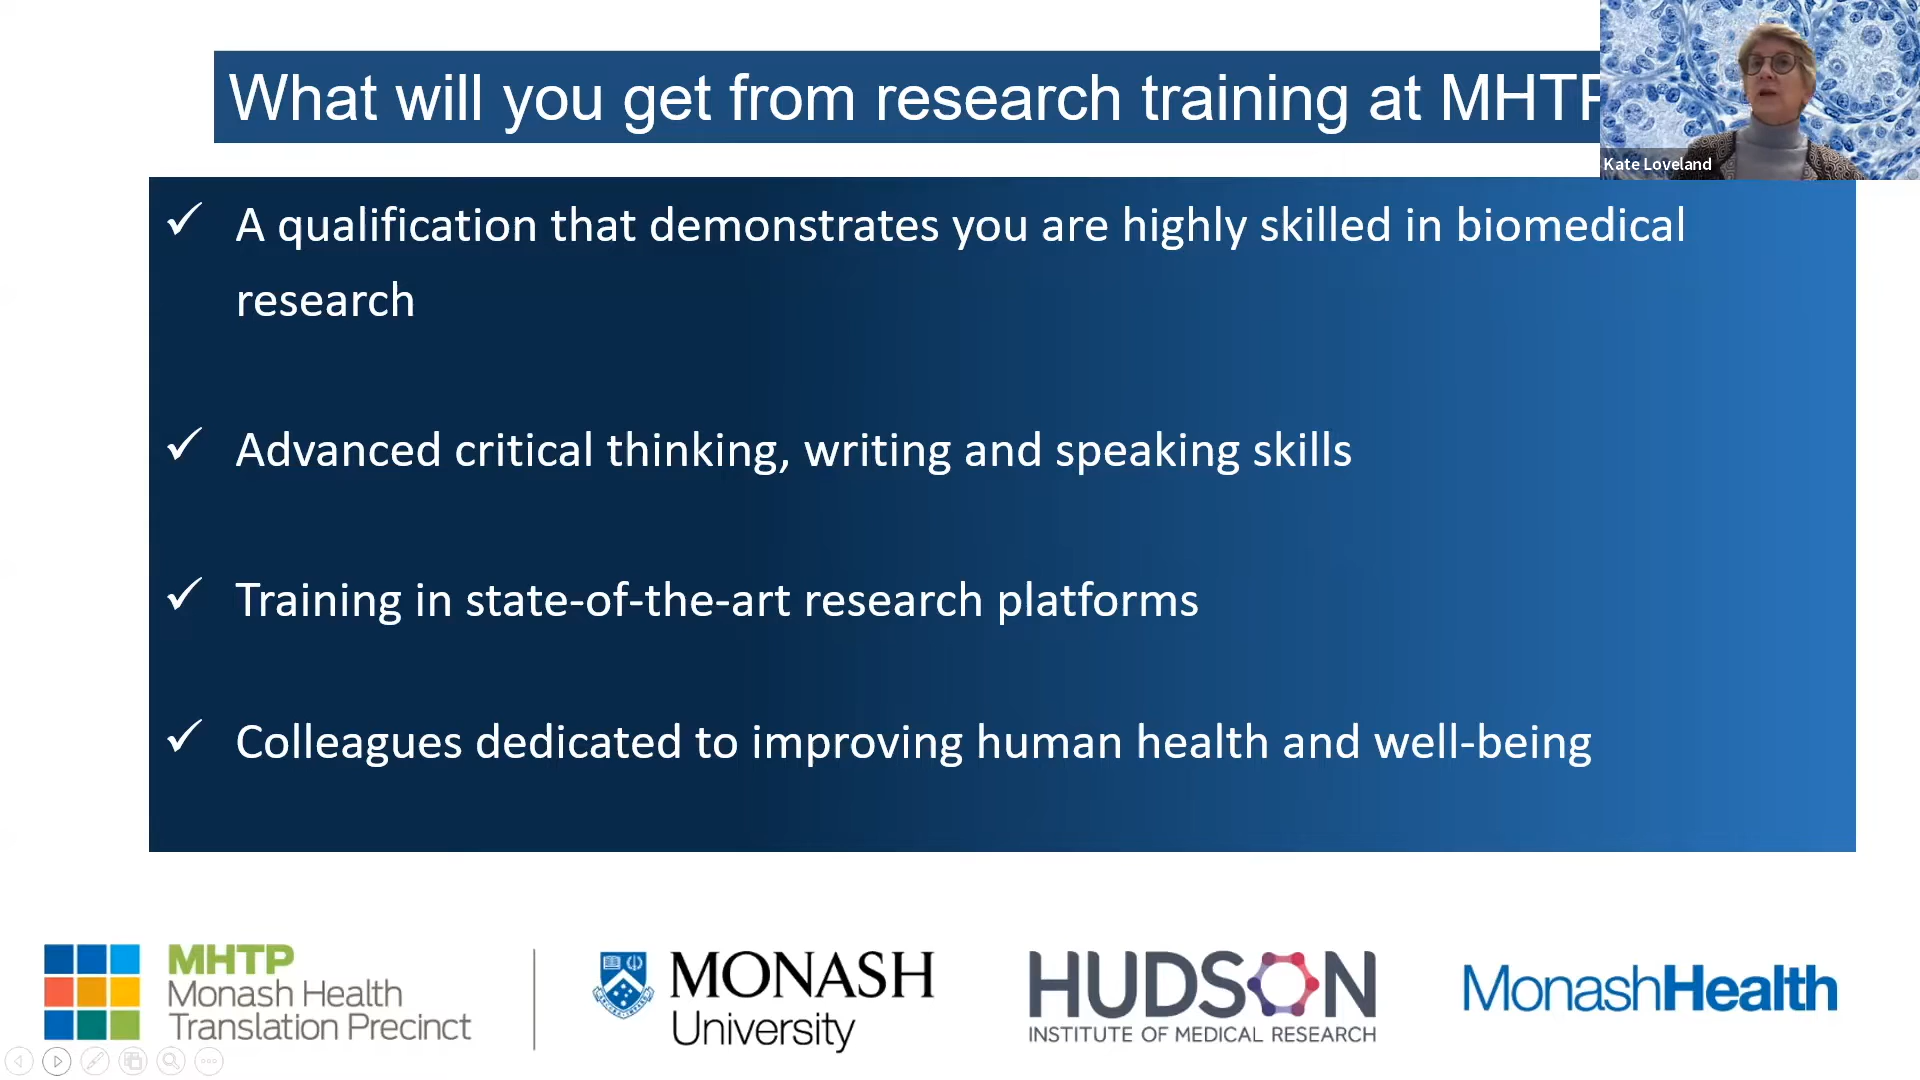 What will you get from research training at MHTP
Kate Loveland
✓ A qualification that demonstrates you are highly skilled in biomedical
research
✓ Advanced critical thinking, writing and speaking skills
✓ Training in state-of-the-art research platforms
✓ Colleagues dedicated to improving human health and well-being
MHTP
Monash Health
Translation Precinct
MONASH
University
HUDSON
INSTITUTE OF MEDICAL RESEARCH
MonashHealth